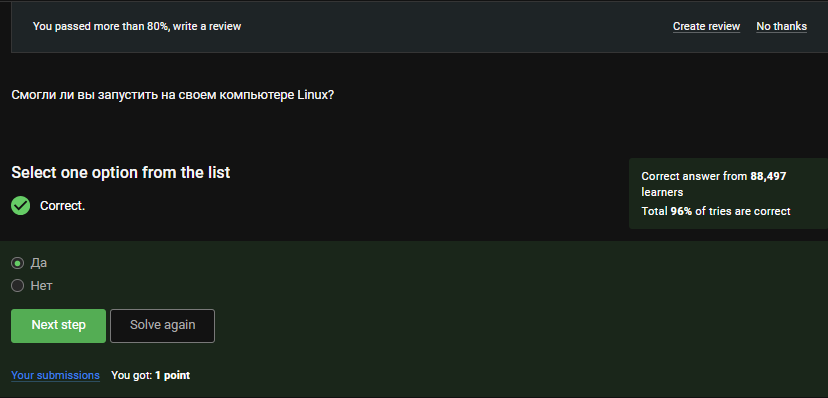 You passed more than 80%, write a review
Create review
No thanks
Смогли ли вы запустить на своем компьютере Linux?
Select one option from the list
Correct.
Correct answer from 88,497
learners
Total 96% of tries are correct
Да
Нет
Next step
Solve again
Your submissions
You got: 1 point